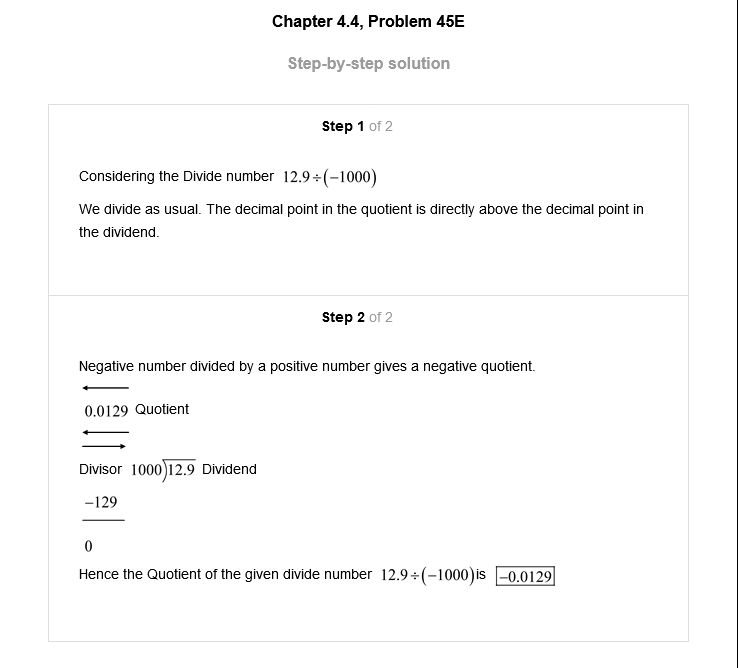 Chapter 4.4, Problem 45E
Step-by-step solution
Step 1 of 2
Considering the Divide number 12.9÷(−1000)
We divide as usual. The decimal point in the quotient is directly above the decimal point in
the dividend.
Step 2 of 2
Negative number divided by a positive number gives a negative quotient.
0.0129 Quotient
Divisor 1000)12.9 Dividend
−129
0
Hence the Quotient of the given divide number 12.9÷(−1000) is −0.0129